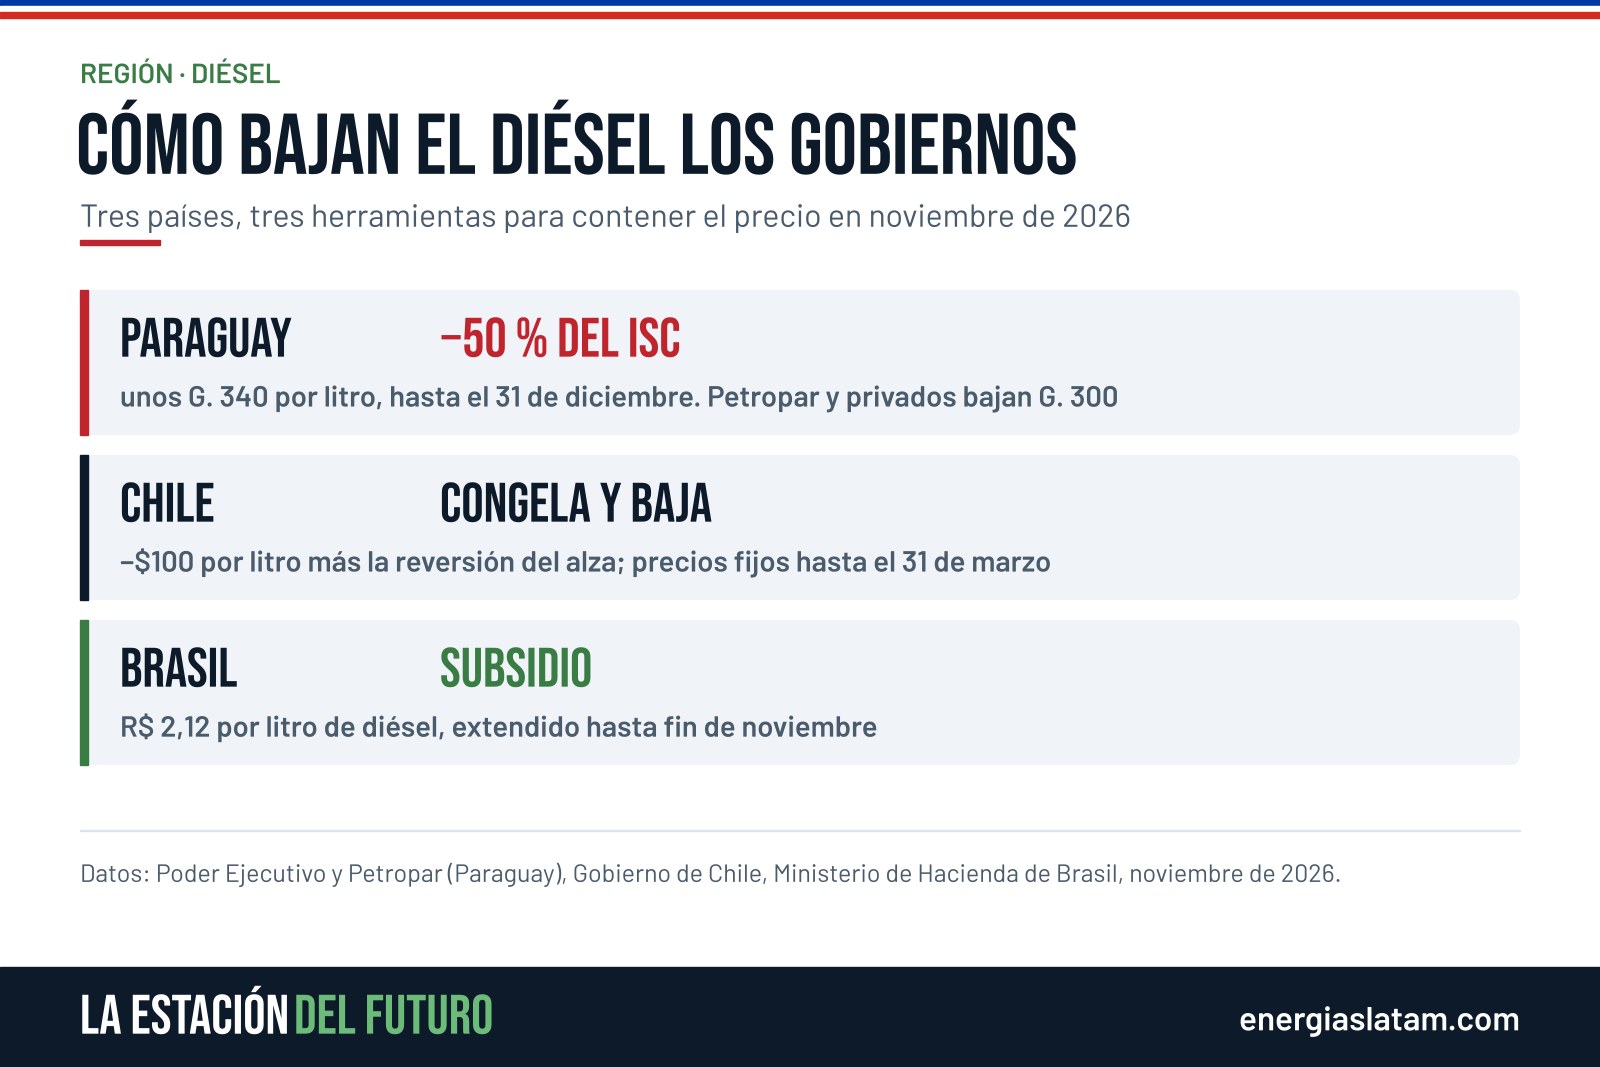 REGIÓN · DIÉSEL
CÓMO BAJAN EL DIÉSEL LOS GOBIERNOS
Tres países, tres herramientas para contener el precio en noviembre de 2026
PARAGUAY –50 % DEL ISC
unos G. 340 por litro, hasta el 31 de diciembre. Petropar y privados bajan G. 300
CHILE CONGELA Y BAJA
–$100 por litro más la reversión del alza; precios fijos hasta el 31 de marzo
BRASIL SUBSIDIO
R$ 2,12 por litro de diésel, extendido hasta fin de noviembre
Datos: Poder Ejecutivo y Petropar (Paraguay), Gobierno de Chile, Ministerio de Hacienda de Brasil, noviembre de 2026.
LA ESTACIÓN DEL FUTURO energiaslatam.com